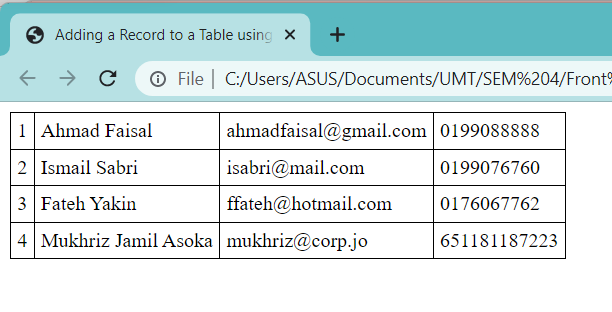 Adding a Record to a Table using
File C:/Users/ASUS/Documents/UMT/SEM%204/Front%
1 Ahmad Faisal ahmadfaisal@gmail.com 0199088888
2 Ismail Sabri isabri@mail.com 0199076760
3 Fateh Yakin ffateh@hotmail.com 0176067762
4 Mukhriz Jamil Asoka mukhriz@corp.jo 651181187223